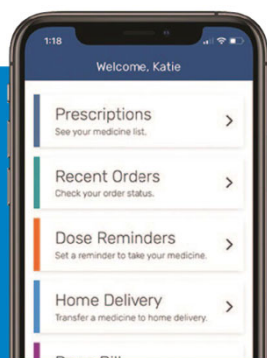 1:18
Welcome, Katie
Prescriptions
See your medicine list.
Recent Orders
Check your order status.
Dose Reminders
Set a reminder to take your medicine.
Home Delivery
Transfer a medicine to home delivery.